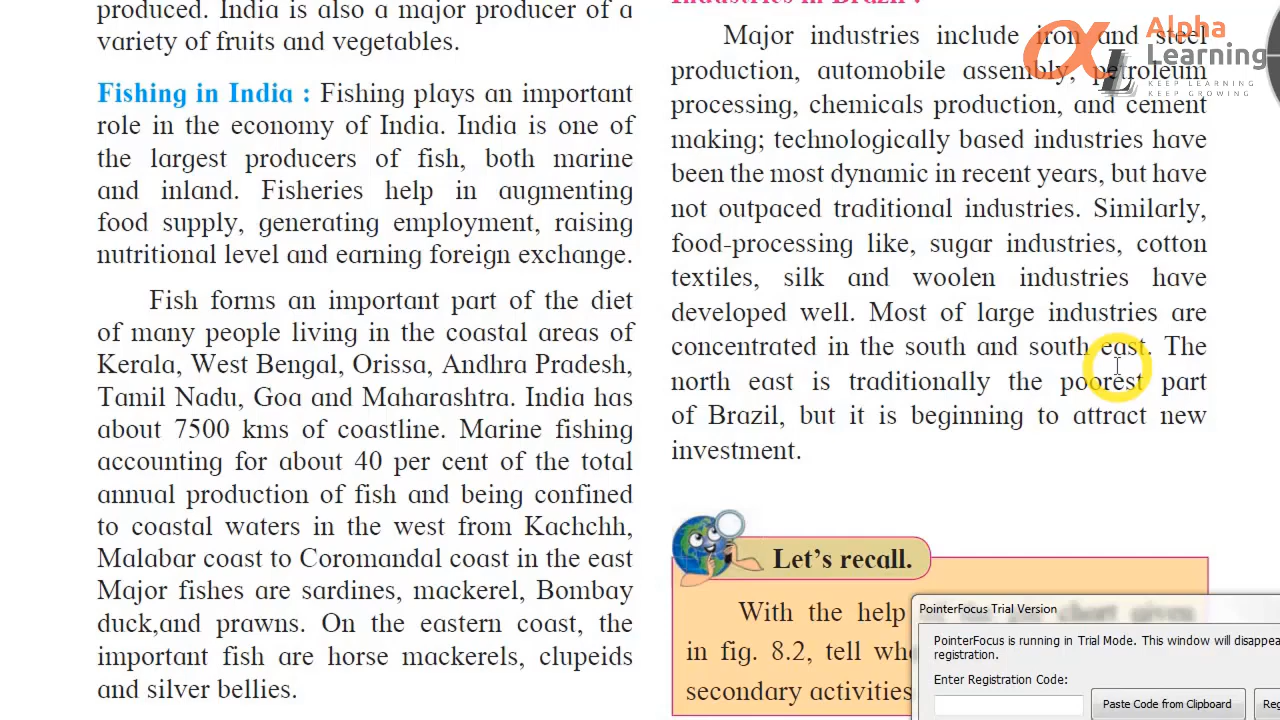 produced. India is also a major producer of a
variety of fruits and vegetables.
Fishing in India : Fishing plays an important
role in the economy of India. India is one of
the largest producers of fish, both marine
and inland. Fisheries help in augmenting
food supply, generating employment, raising
nutritional level and earning foreign exchange.
Fish forms an important part of the diet
of many people living in the coastal areas of
Kerala, West Bengal, Orissa, Andhra Pradesh,
Tamil Nadu, Goa and Maharashtra. India has
about 7500 kms of coastline. Marine fishing
accounting for about 40 per cent of the total
annual production of fish and being confined
to coastal waters in the west from Kachchh,
Malabar coast to Coromandal coast in the east
Major fishes are sardines, mackerel, Bombay
duck,and prawns. On the eastern coast, the
important fish are horse mackerels, clupeids
and silver bellies.
Industries in Brazil :
Major industries include iron and steel
production, automobile assembly, petroleum
processing, chemicals production, and cement
making; technologically based industries have
been the most dynamic in recent years, but have
not outpaced traditional industries. Similarly,
food-processing like, sugar industries, cotton
textiles, silk and woolen industries have
developed well. Most of large industries are
concentrated in the south and south east. The
north east is traditionally the poorest part
of Brazil, but it is beginning to attract new
investment.
Let's recall.
With the help
in fig. 8.2, tell
secondary activities
Alpha
Learning
KEEP LEARNING
KEEP GROWING
PointerFocus Trial Version
PointerFocus is running in Trial Mode. This window will
registration.
Enter Registration Code:
Paste Code from Clipboard